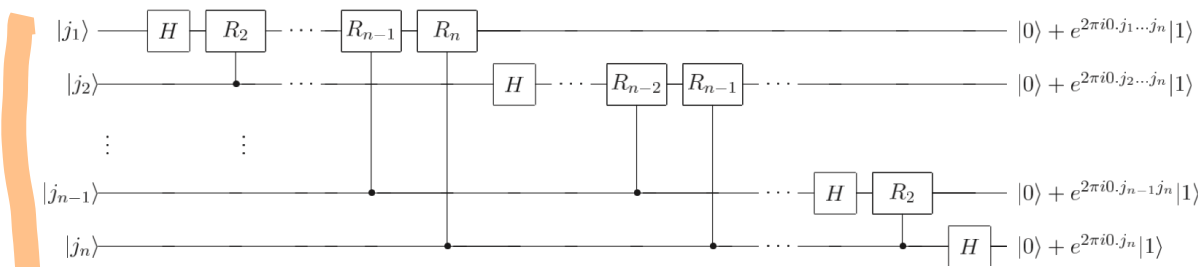 |j₁⟩ H R₂ ⋯ Rₙ₋₁ Rₙ |0⟩ + e^{2πi0.j₁…jₙ}|1⟩
|j₂⟩ ⋯ H ⋯ Rₙ₋₂ Rₙ₋₁ ⋯ |0⟩ + e^{2πi0.j₂…jₙ}|1⟩
⋮ ⋮
|jₙ₋₁⟩ ⋯ H R₂ |0⟩ + e^{2πi0.jₙ₋₁jₙ}|1⟩
|jₙ⟩ ⋯ H |0⟩ + e^{2πi0.jₙ}|1⟩